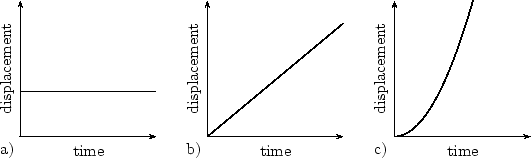 displacement
a) time
displacement
b) time
displacement
c) time